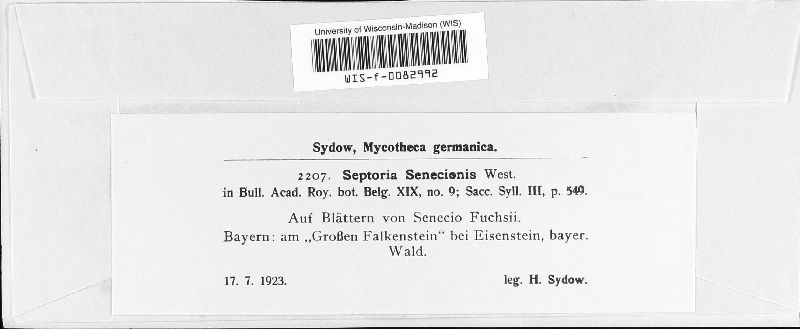 University of Wisconsin-Madison (WIS)
WIS-f-0082992
Sydow, Mycotheca germanica.
2207. Septoria Senecionis West.
in Bull. Acad. Roy. bot. Belg. XIX, no. 9; Sacc. Syll. III, p. 549.
Auf Blättern von Senecio Fuchsii.
Bayern: am „Großen Falkenstein“ bei Eisenstein, bayer.
Wald.
17. 7. 1923. leg. H. Sydow.